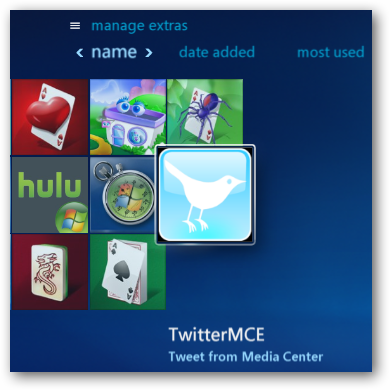 manage extras
name
date added
most used
A
A
hulu
A
TwitterMCE
Tweet from Media Center